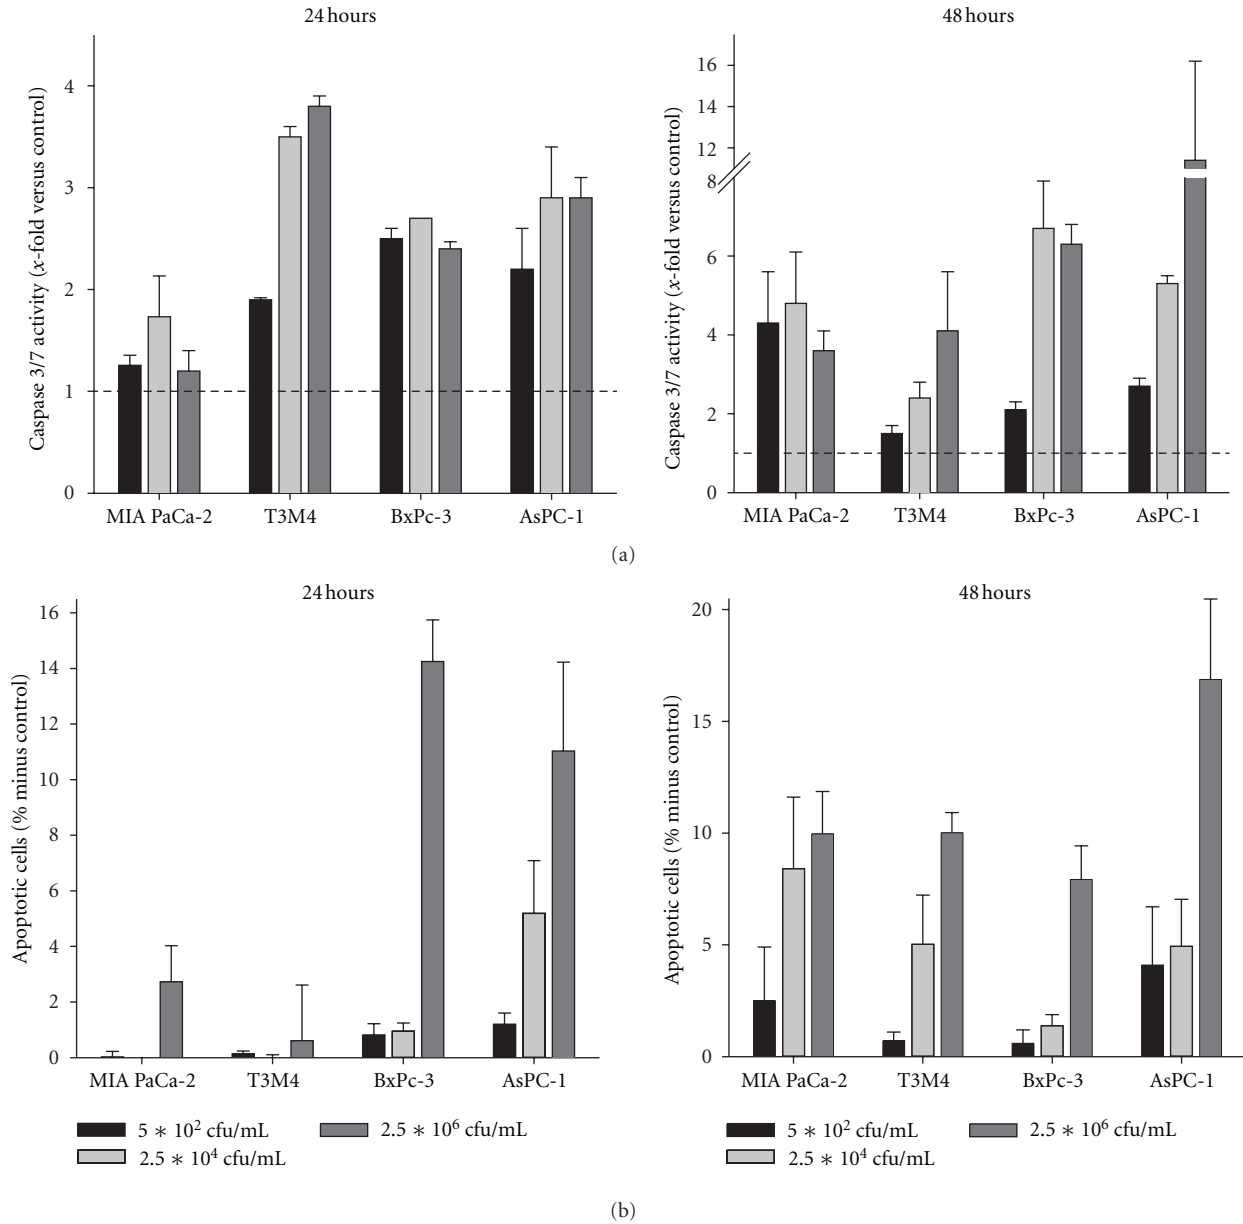 24 hours
48 hours
Caspase 3/7 activity (x-fold versus control)
4
3
2
1
0
MIA PaCa-2 T3M4 BxPc-3 AsPC-1
Caspase 3/7 activity (x-fold versus control)
16
14
12
8
6
4
2
0
MIA PaCa-2 T3M4 BxPc-3 AsPC-1
(a)
24 hours
48 hours
Apoptotic cells (% minus control)
16
14
12
10
8
6
4
2
0
MIA PaCa-2 T3M4 BxPc-3 AsPC-1
5 ∗ 10² cfu/mL
2.5 ∗ 10⁶ cfu/mL
2.5 ∗ 10⁴ cfu/mL
Apoptotic cells (% minus control)
20
15
10
5
0
MIA PaCa-2 T3M4 BxPc-3 AsPC-1
5 ∗ 10² cfu/mL
2.5 ∗ 10⁶ cfu/mL
2.5 ∗ 10⁴ cfu/mL
(b)